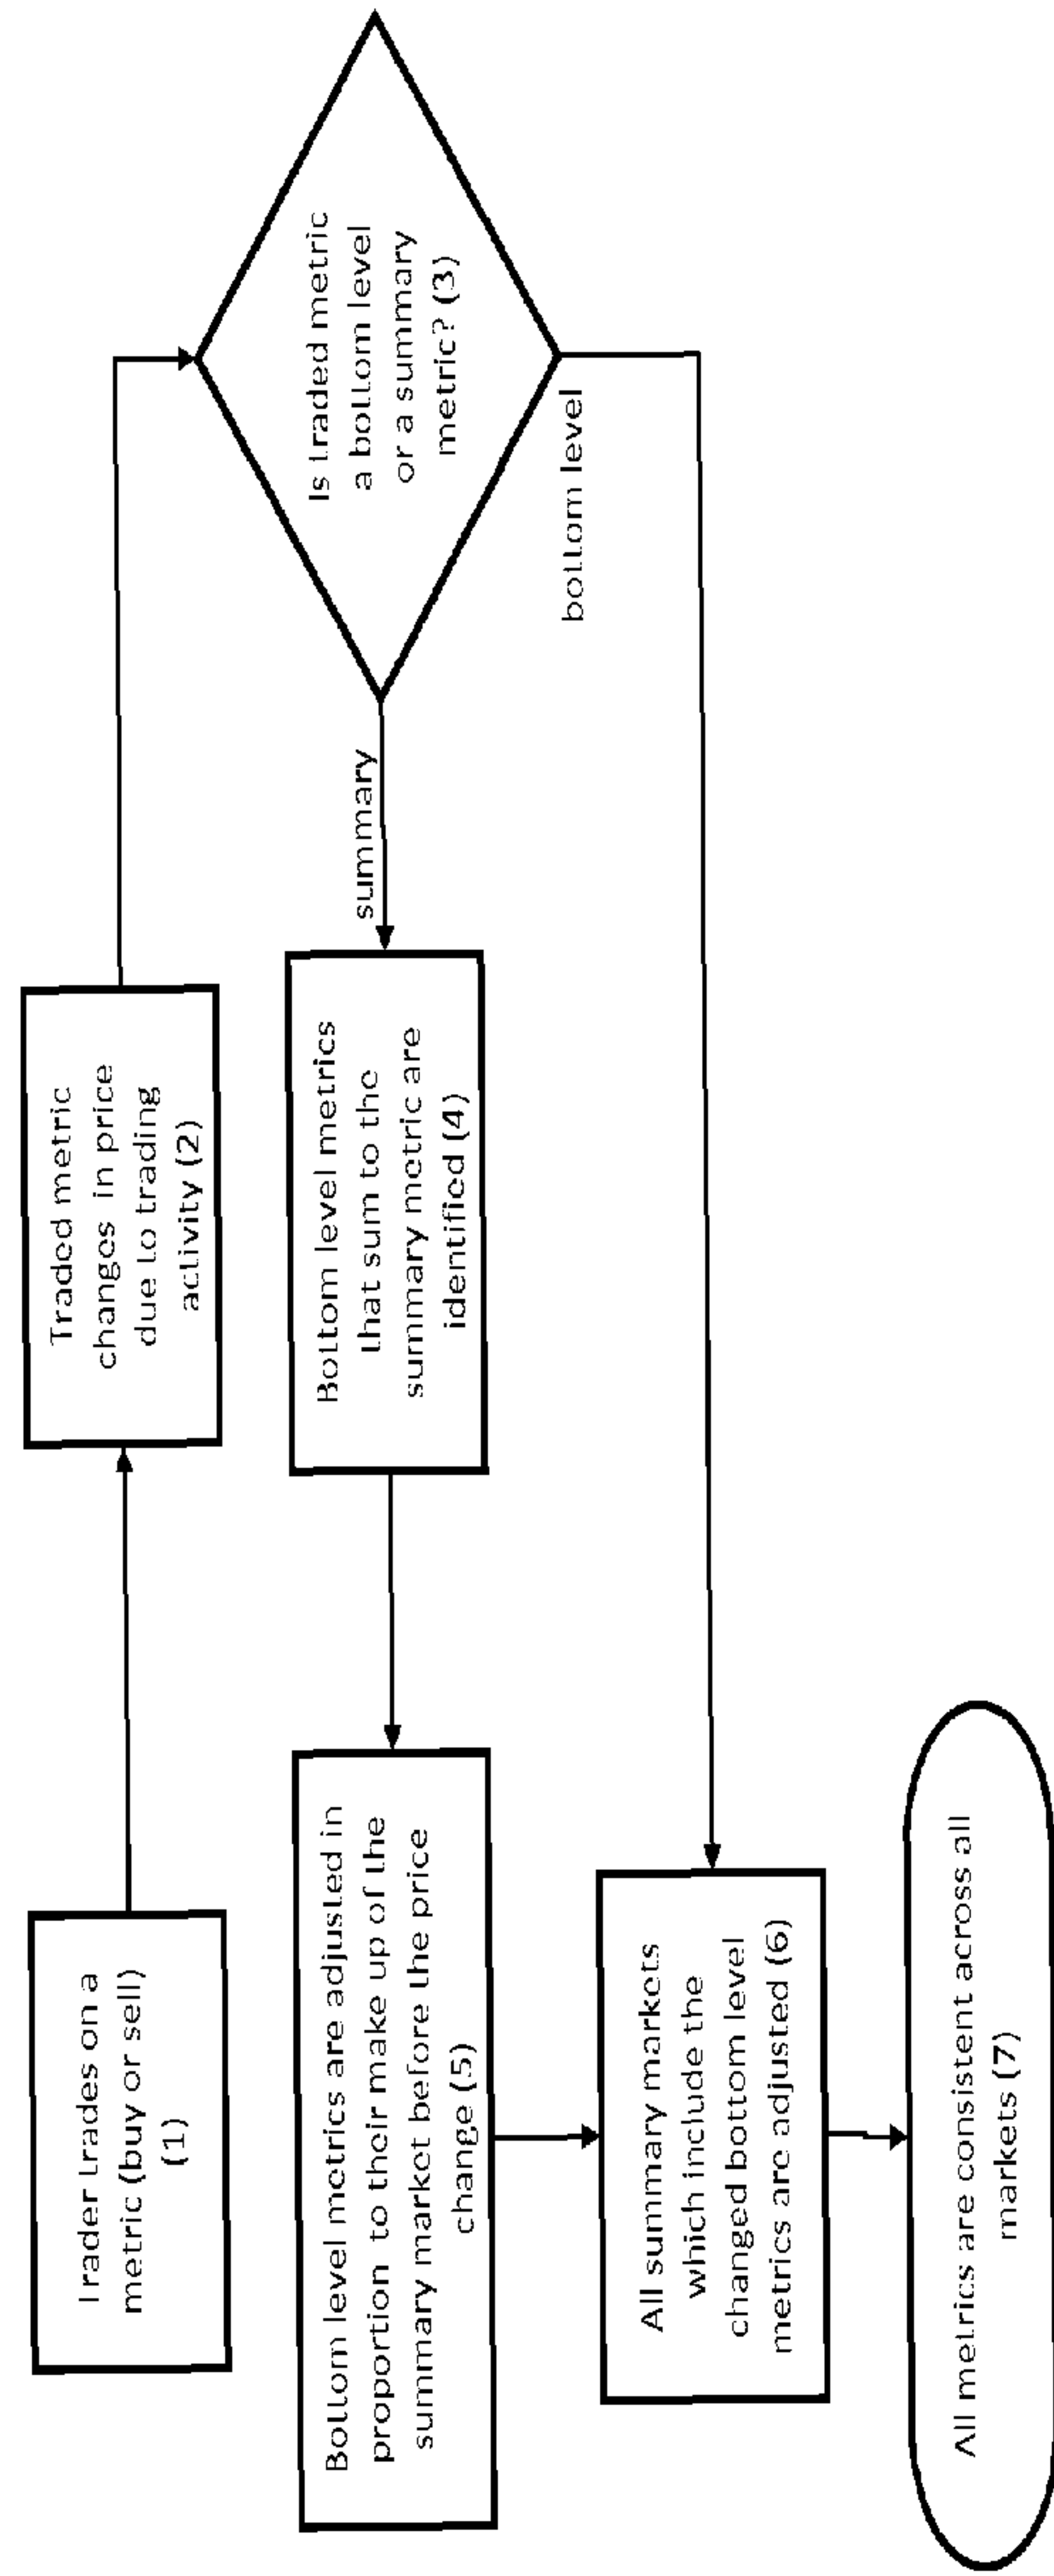 Trader trades on a
metric (buy or sell)
(1)
Traded metric
changes in price
due to trading
activity (2)
Is traded metric
a bottom level
or a summary
metric? (3)
summary
bottom level
Bottom level metrics
that sum to the
summary metric are
identified (4)
Bottom level metrics are adjusted in
proportion to their make up of the
summary market before the price
change (5)
All summary markets
which include the
changed bottom level
metrics are adjusted (6)
All metrics are consistent across all
markets (7)